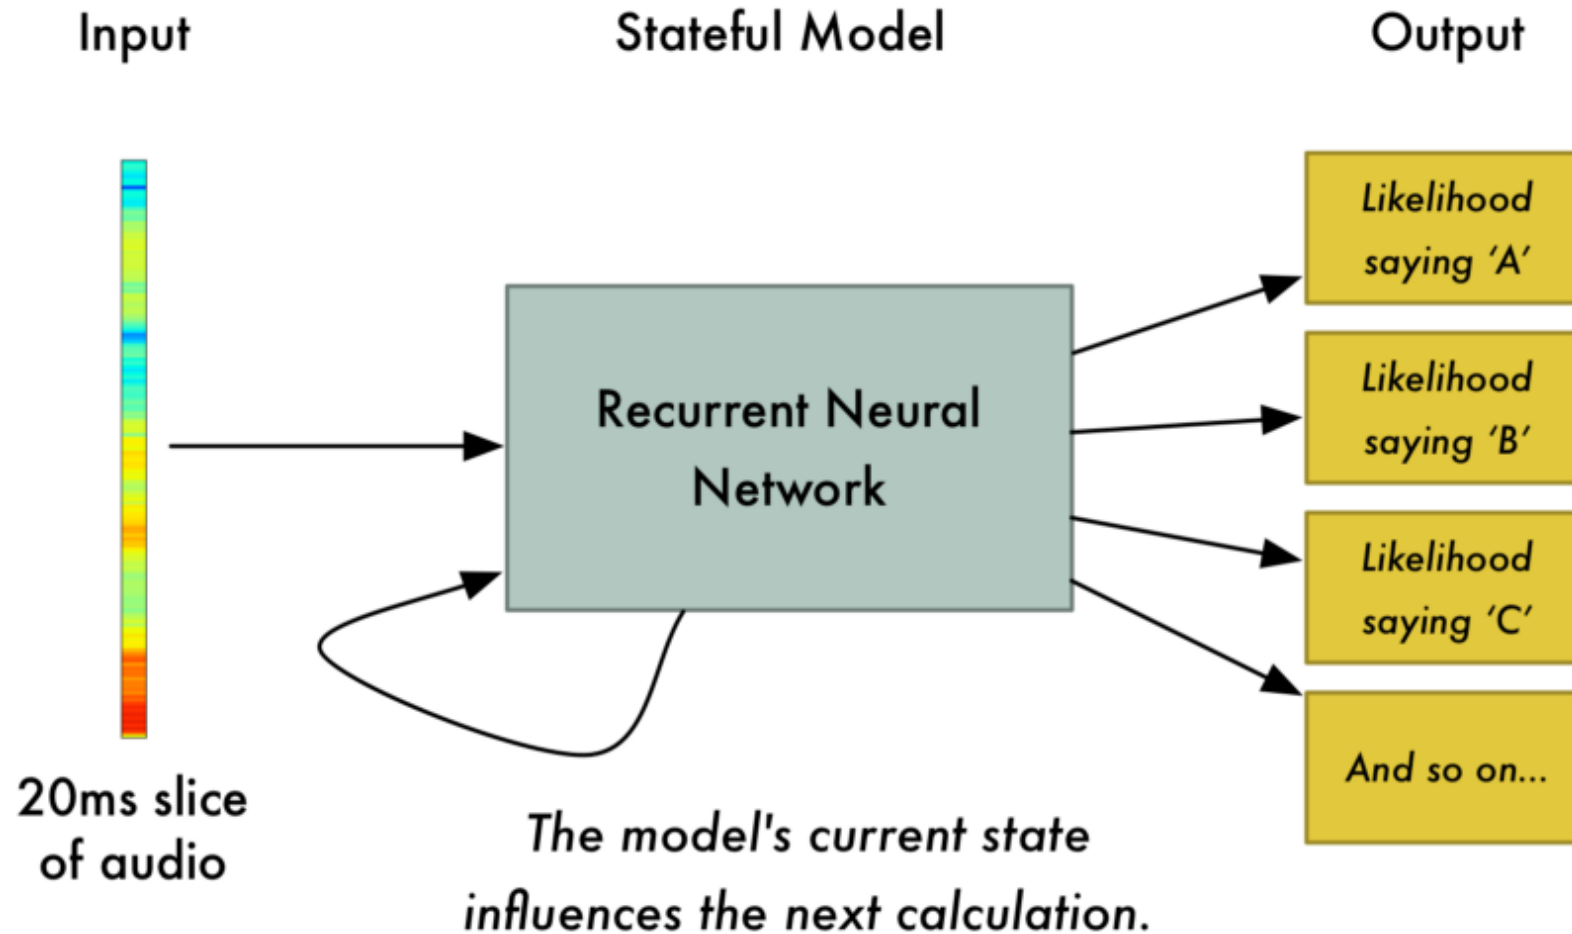 Input
Stateful Model
Output
Likelihood
saying ‘A’
Likelihood
saying ‘B’
Recurrent Neural
Network
Likelihood
saying ‘C’
And so on...
20ms slice
of audio
The model's current state
influences the next calculation.